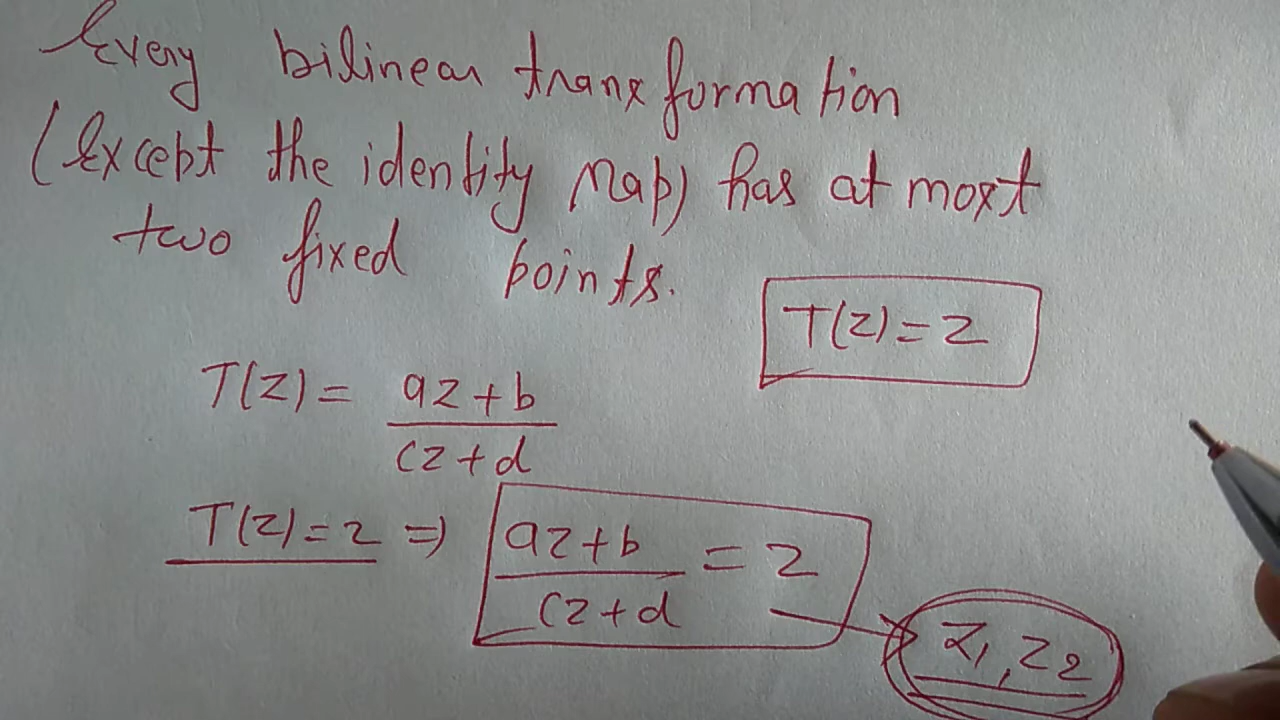 Every bilinear transformation
(Except the identity Map) has at most
two fixed points.
T(z) = z
T(z) = az + b / cz + d
T(z) = z ⇒ az + b / cz + d = z
z₁, z₂